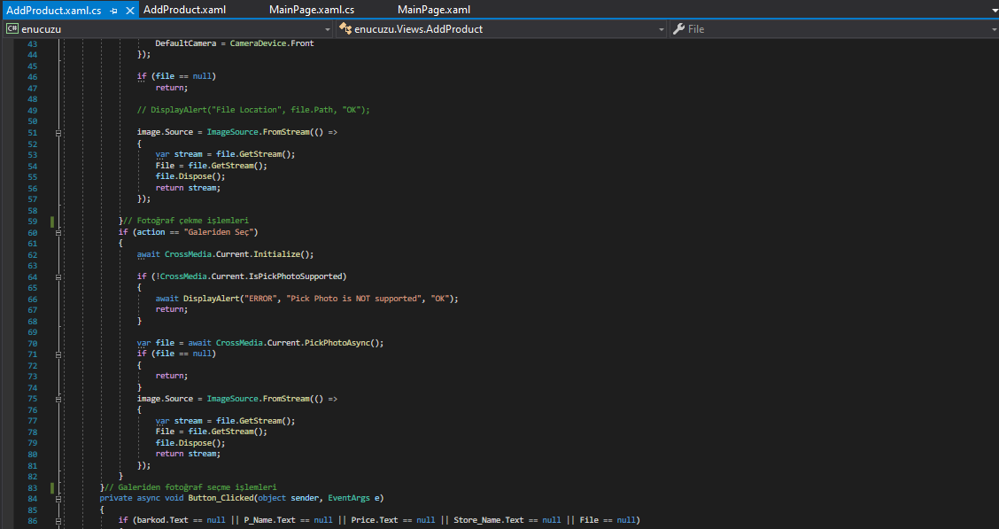 AddProduct.xaml.cs AddProduct.xaml MainPage.xaml.cs MainPage.xaml
C# enucuzu enucuzu.Views.AddProduct File
43 DefaultCamera = CameraDevice.Front
44 });
45
46 if (file == null)
47 return;
48
49 // DisplayAlert("File Location", file.Path, "OK");
50
51 image.Source = ImageSource.FromStream(() =>
52 {
53 var stream = file.GetStream();
54 File = file.GetStream();
55 file.Dispose();
56 return stream;
57 });
58
59 }// Fotoğraf çekme işlemleri
60 if (action == "Galeriden Seç")
61 {
62 await CrossMedia.Current.Initialize();
63
64 if (!CrossMedia.Current.IsPickPhotoSupported)
65 {
66 await DisplayAlert("ERROR", "Pick Photo is NOT supported", "OK");
67 return;
68 }
69
70 var file = await CrossMedia.Current.PickPhotoAsync();
71 if (file == null)
72 {
73 return;
74 }
75 image.Source = ImageSource.FromStream(() =>
76 {
77 var stream = file.GetStream();
78 File = file.GetStream();
79 file.Dispose();
80 return stream;
81 });
82 }
83 }// Galeriden fotoğraf seçme işlemleri
84 private async void Button_Clicked(object sender, EventArgs e)
85 {
86 if (barkod.Text == null || P_Name.Text == null || Price.Text == null || Store_Name.Text == null || File == null)